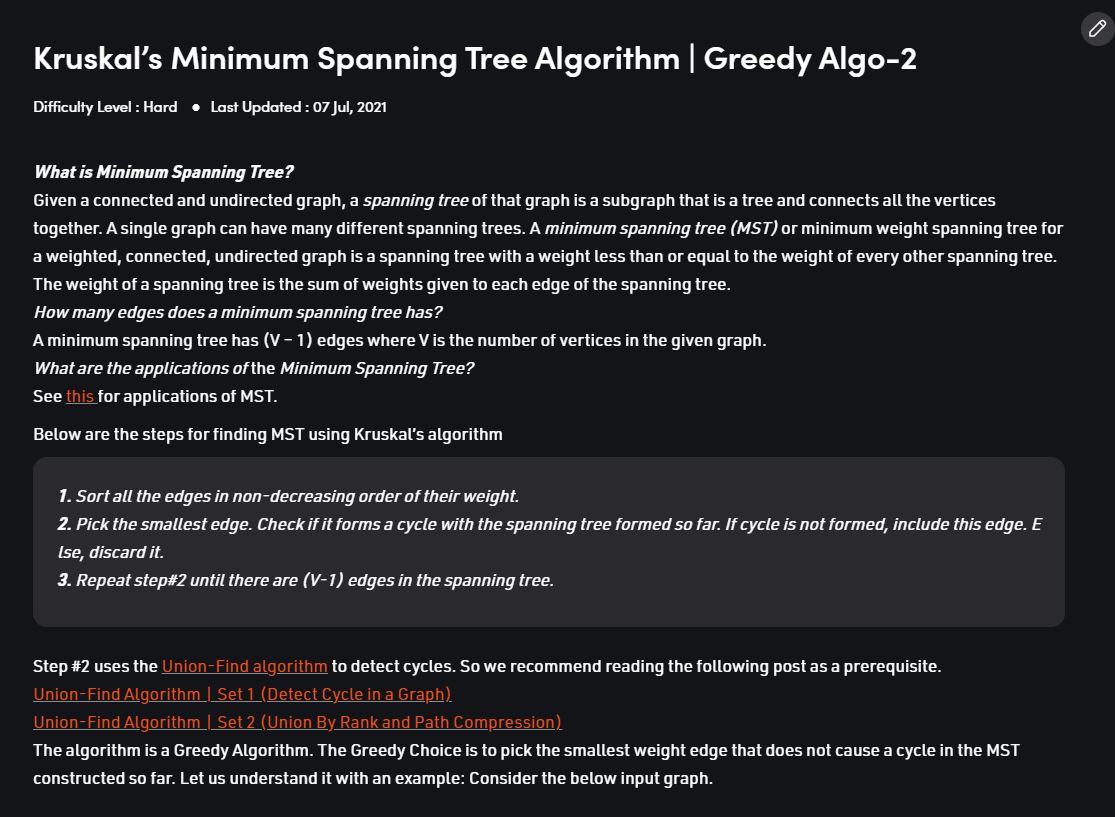 Kruskal’s Minimum Spanning Tree Algorithm | Greedy Algo-2
Difficulty Level : Hard ● Last Updated : 07 Jul, 2021
What is Minimum Spanning Tree?
Given a connected and undirected graph, a spanning tree of that graph is a subgraph that is a tree and connects all the vertices
together. A single graph can have many different spanning trees. A minimum spanning tree (MST) or minimum weight spanning tree for
a weighted, connected, undirected graph is a spanning tree with a weight less than or equal to the weight of every other spanning tree.
The weight of a spanning tree is the sum of weights given to each edge of the spanning tree.
How many edges does a minimum spanning tree has?
A minimum spanning tree has (V – 1) edges where V is the number of vertices in the given graph.
What are the applications of the Minimum Spanning Tree?
See this for applications of MST.
Below are the steps for finding MST using Kruskal’s algorithm
1. Sort all the edges in non-decreasing order of their weight.
2. Pick the smallest edge. Check if it forms a cycle with the spanning tree formed so far. If cycle is not formed, include this edge. E
lse, discard it.
3. Repeat step#2 until there are (V-1) edges in the spanning tree.
Step #2 uses the Union-Find algorithm to detect cycles. So we recommend reading the following post as a prerequisite.
Union-Find Algorithm | Set 1 (Detect Cycle in a Graph)
Union-Find Algorithm | Set 2 (Union By Rank and Path Compression)
The algorithm is a Greedy Algorithm. The Greedy Choice is to pick the smallest weight edge that does not cause a cycle in the MST
constructed so far. Let us understand it with an example: Consider the below input graph.